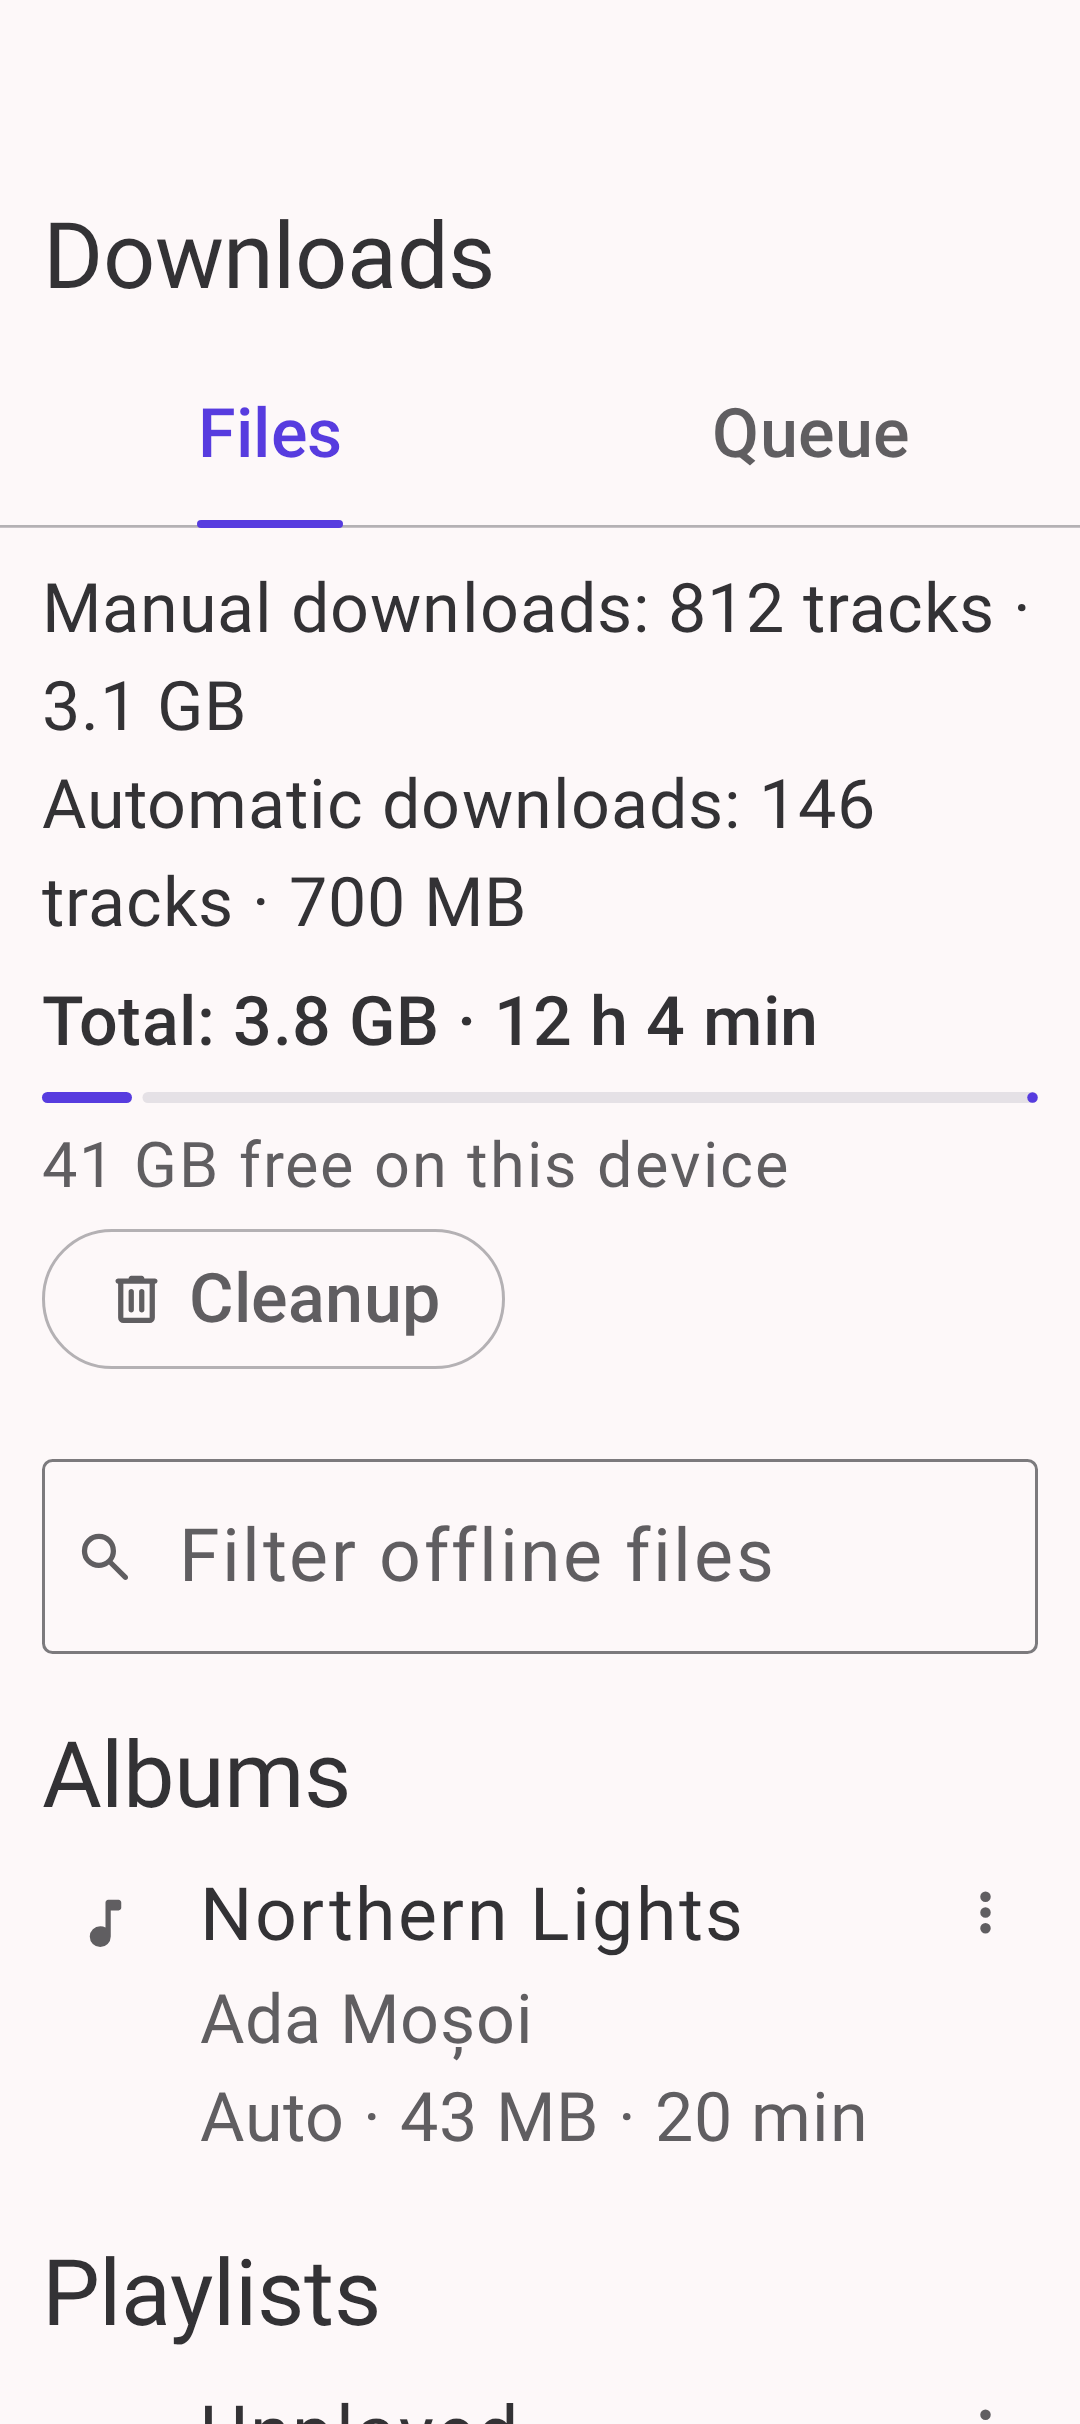 Downloads
Files
Queue
Manual downloads: 812 tracks ·
3.1 GB
Automatic downloads: 146
tracks · 700 MB
Total: 3.8 GB · 12 h 4 min
41 GB free on this device
Cleanup
Filter offline files
Albums
Northern Lights
Ada Moșoi
Auto · 43 MB · 20 min
Playlists
Unplayed